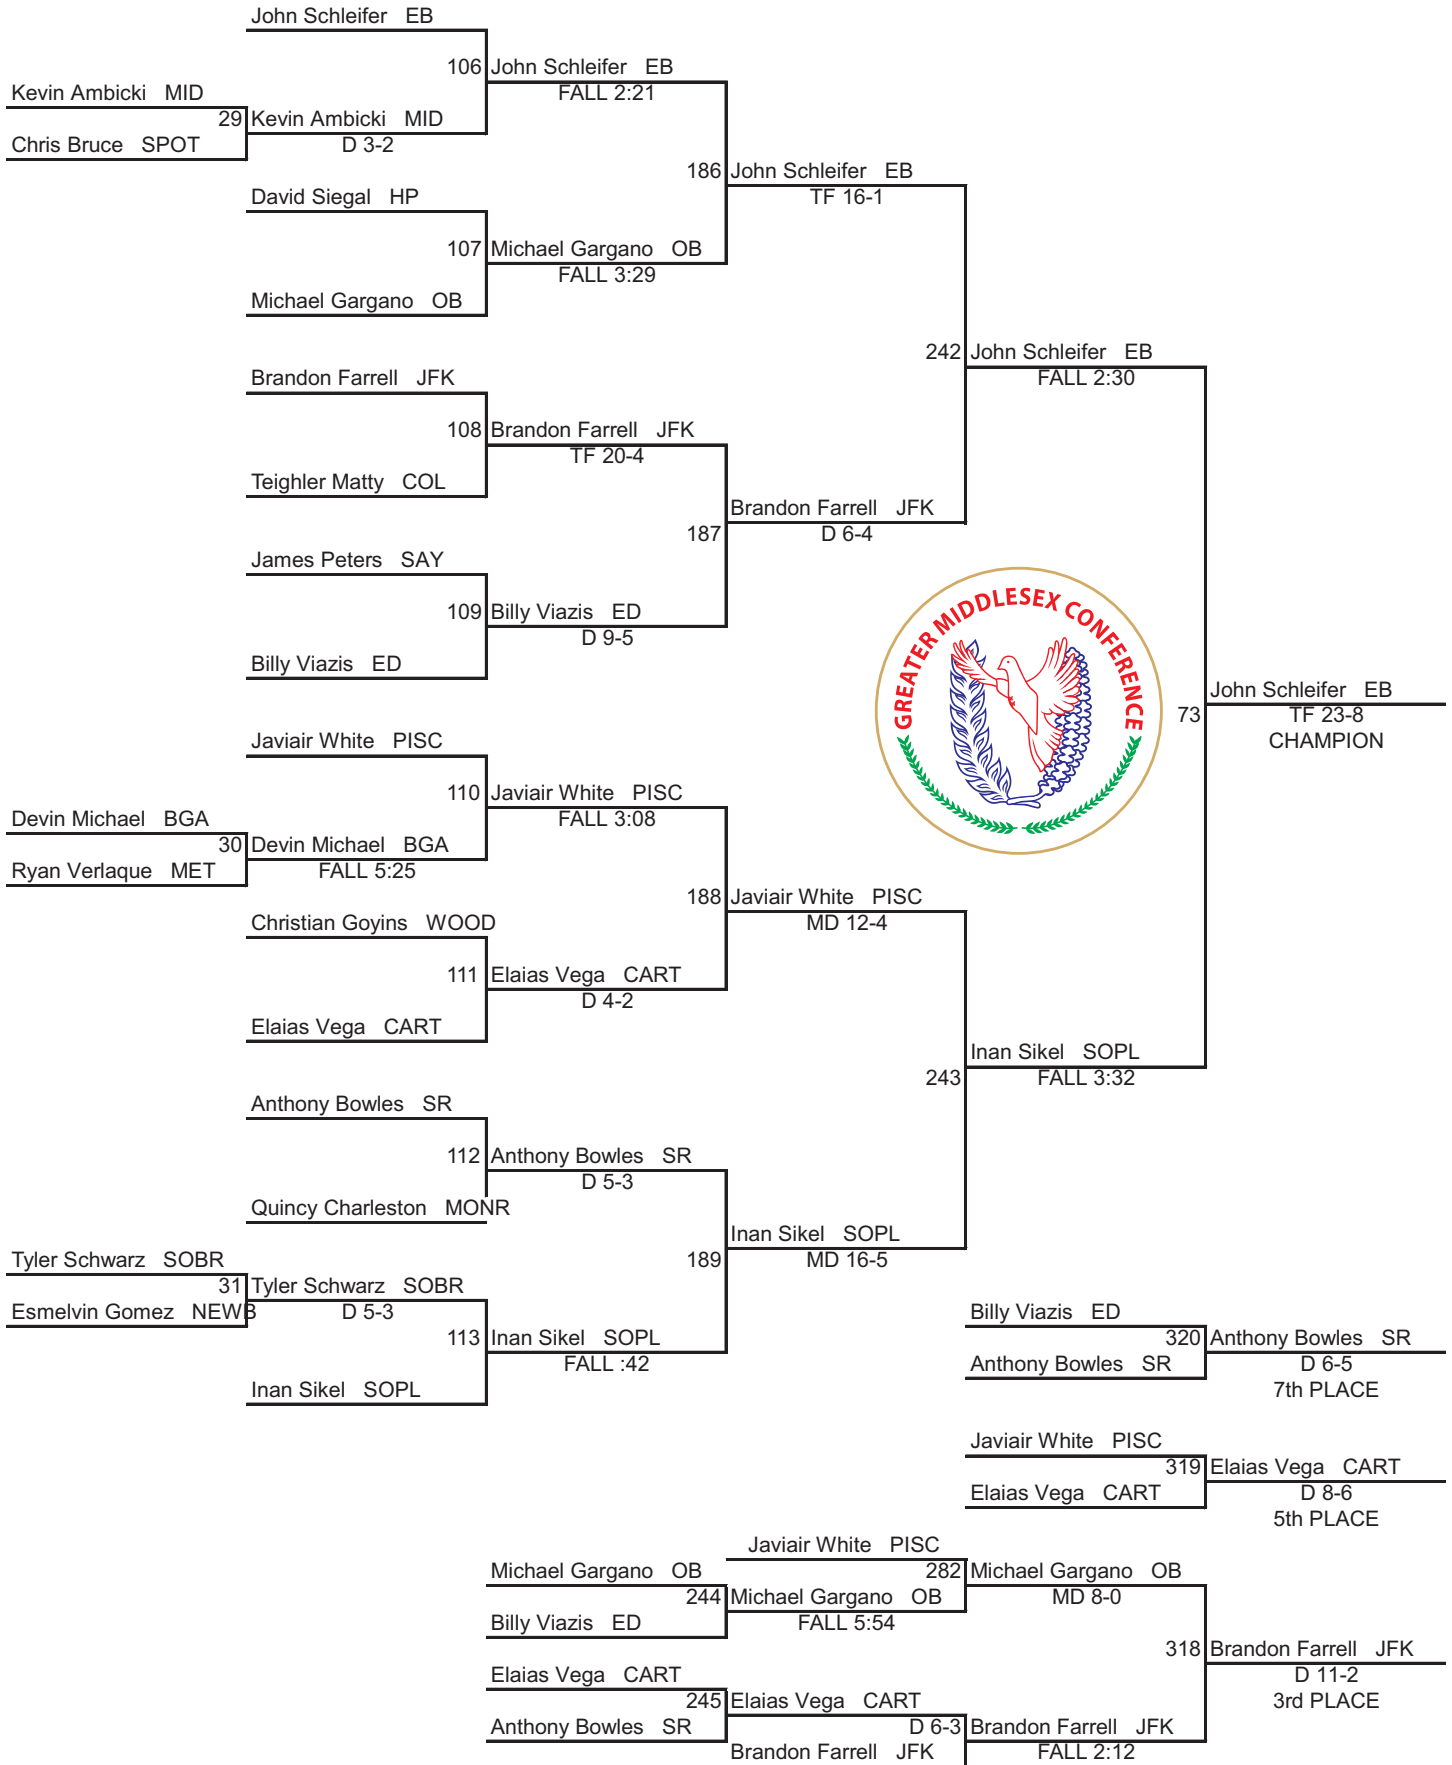 John Schleifer EB
106 John Schleifer EB
Kevin Ambicki MID
FALL 2:21
29 Kevin Ambicki MID
Chris Bruce SPOT
D 3-2
186 John Schleifer EB
David Siegal HP
TF 16-1
107 Michael Gargano OB
FALL 3:29
Michael Gargano OB
242 John Schleifer EB
Brandon Farrell JFK
FALL 2:30
108 Brandon Farrell JFK
TF 20-4
Teighler Matty COL
Brandon Farrell JFK
187
D 6-4
James Peters SAY
109 Billy Viazis ED
D 9-5
Billy Viazis ED
GREATER MIDDLESEX CONFERENCE
John Schleifer EB
73
TF 23-8
CHAMPION
Javiair White PISC
110 Javiair White PISC
Devin Michael BGA
FALL 3:08
30 Devin Michael BGA
Ryan Verlaque MET
FALL 5:25
188 Javiair White PISC
Christian Goyins WOOD
MD 12-4
111 Elaias Vega CART
D 4-2
Elaias Vega CART
Inan Sikel SOPL
243
FALL 3:32
Anthony Bowles SR
112 Anthony Bowles SR
D 5-3
Quincy Charleston MONR
Inan Sikel SOPL
189
MD 16-5
Tyler Schwarz SOBR
31 Tyler Schwarz SOBR
Esmelvin Gomez NEWB
D 5-3
113 Inan Sikel SOPL
FALL :42
Inan Sikel SOPL
Billy Viazis ED
320 Anthony Bowles SR
Anthony Bowles SR
D 6-5
7th PLACE
Javiair White PISC
319 Elaias Vega CART
Elaias Vega CART
D 8-6
5th PLACE
Javiair White PISC
Michael Gargano OB
282 Michael Gargano OB
244 Michael Gargano OB
MD 8-0
Billy Viazis ED
FALL 5:54
318 Brandon Farrell JFK
Elaias Vega CART
D 11-2
245 Elaias Vega CART
3rd PLACE
Anthony Bowles SR
D 6-3 Brandon Farrell JFK
Brandon Farrell JFK
FALL 2:12